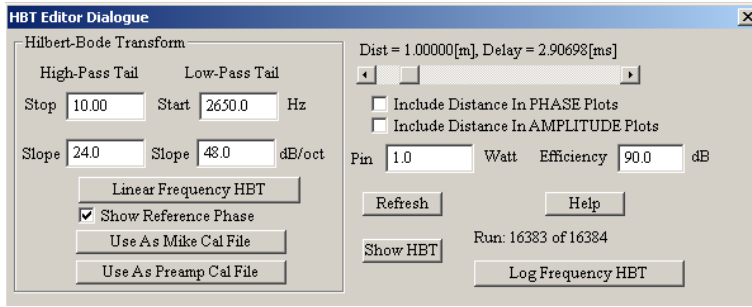 HBT Editor Dialogue
Hilbert-Bode Transform
High-Pass Tail Low-Pass Tail
Stop 10.00 Start 2650.0 Hz
Slope 24.0 Slope 48.0 dB/oct
Linear Frequency HBT
Show Reference Phase
Use As Mike Cal File
Use As Preamp Cal File
Dist = 1.00000[m], Delay = 2.90698[ms]
Include Distance In PHASE Plots
Include Distance In AMPLITUDE Plots
Pin 1.0 Watt Efficiency 90.0 dB
Refresh Help
Show HBT Run: 16383 of 16384
Log Frequency HBT